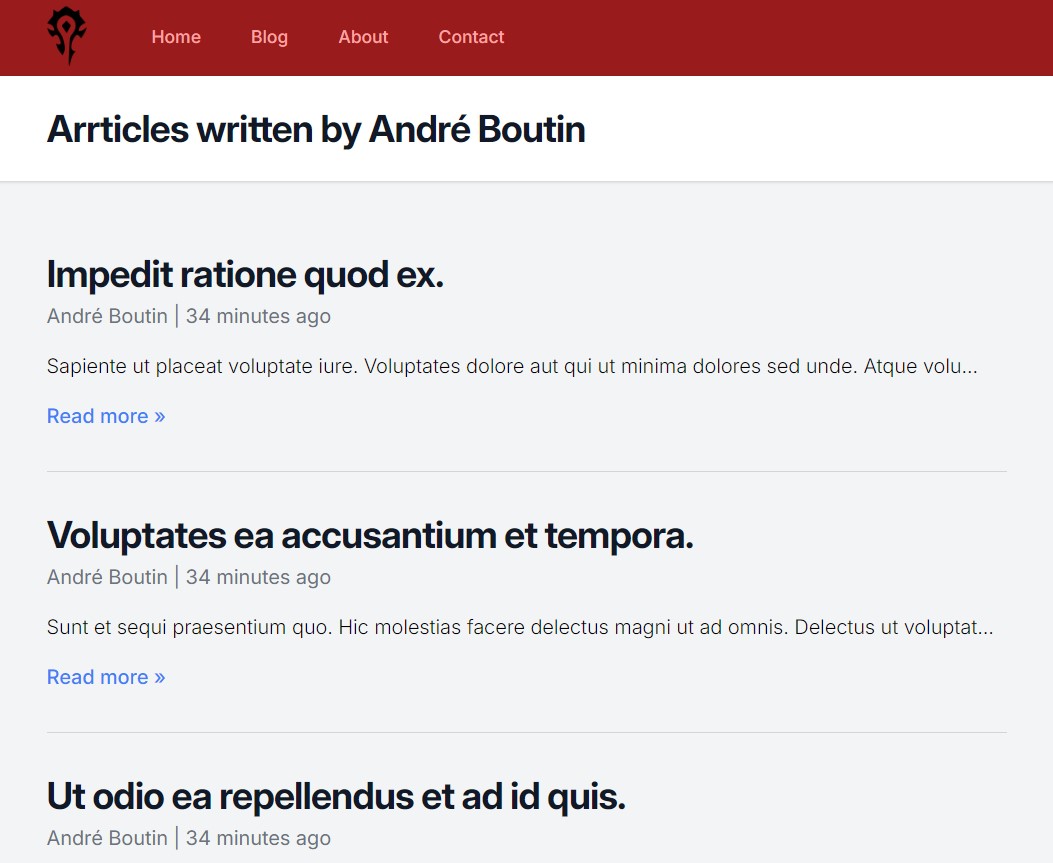 Home Blog About Contact
Arrticles written by André Boutin
Impedit ratione quod ex.
André Boutin | 34 minutes ago
Sapiente ut placeat voluptate iure. Voluptates dolore aut qui ut minima dolores sed unde. Atque volu...
Read more »
Voluptates ea accusantium et tempora.
André Boutin | 34 minutes ago
Sunt et sequi praesentium quo. Hic molestias facere delectus magni ut ad omnis. Delectus ut voluptat...
Read more »
Ut odio ea repellendus et ad id quis.
André Boutin | 34 minutes ago